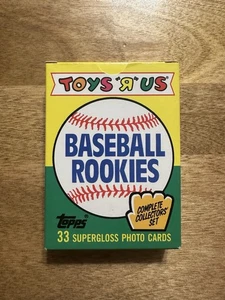 TOYS "Я" US
BASEBALL
ROOKIES
COMPLETE
COLLECTORS'
SET
Topps
33 SUPERGLOSS PHOTO CARDS